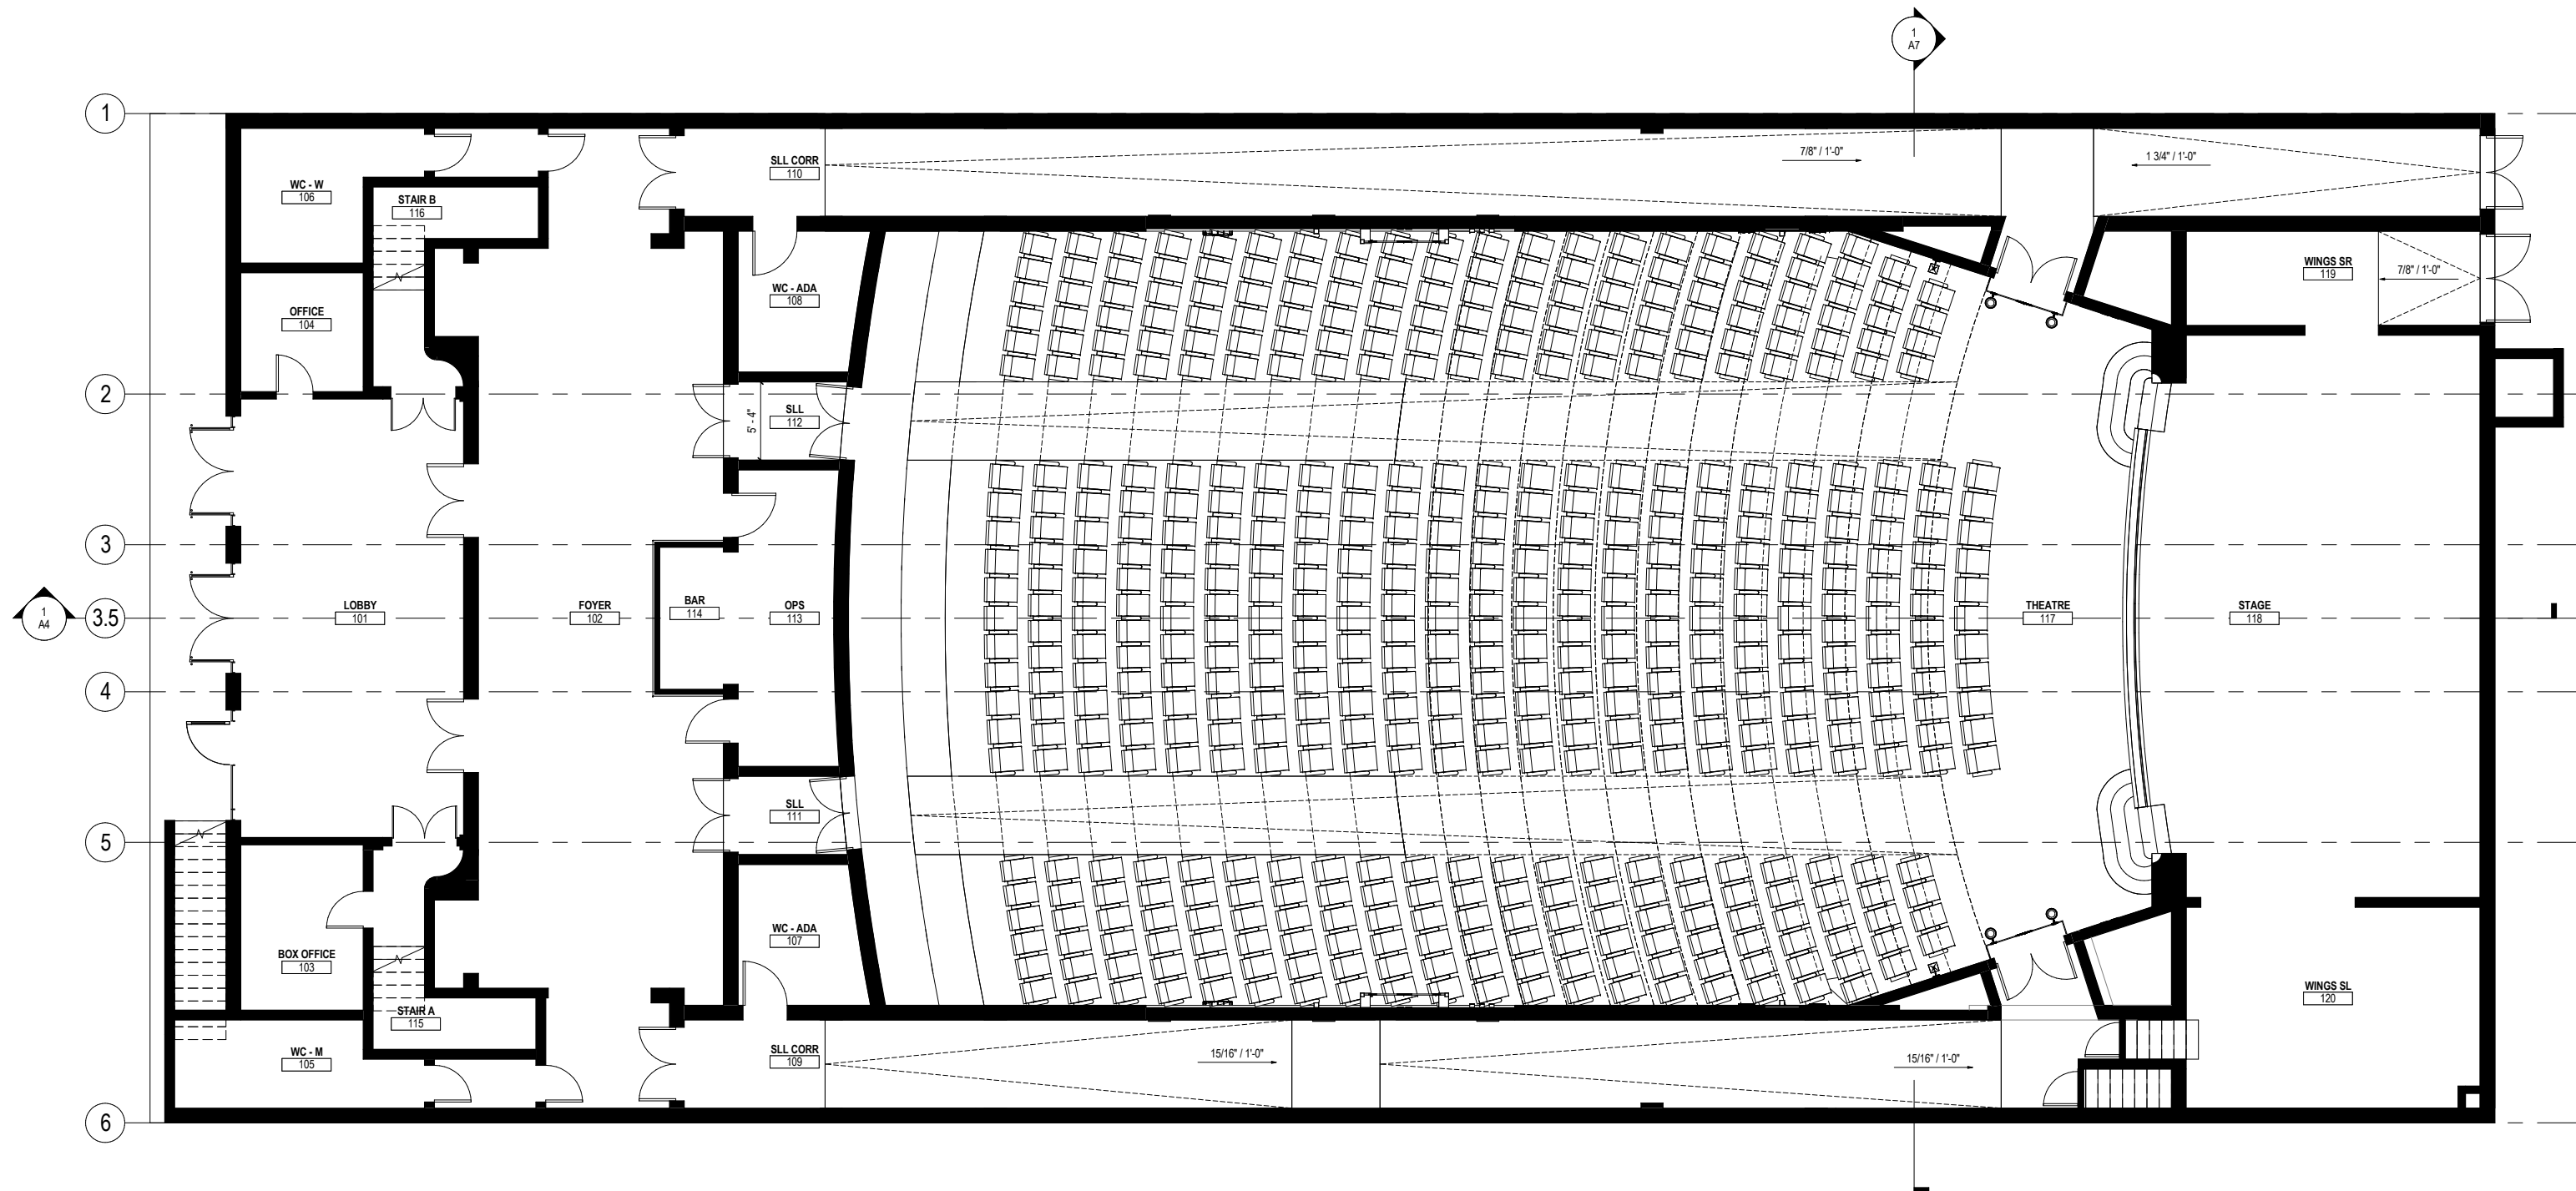 1
A7
1
7/8" / 1'-0"
1 3/4" / 1'-0"
SLL CORR
110
WC - W
106
STAIR B
116
WINGS SR
119
7/8" / 1'-0"
WC - ADA
108
OFFICE
104
2
5' - 4"
SLL
112
3
1
A4
3.5
LOBBY
101
FOYER
102
BAR
114
OPS
113
THEATRE
117
STAGE
118
4
SLL
111
5
WC - ADA
107
BOX OFFICE
103
WINGS SL
120
STAIR A
115
WC - M
105
SLL CORR
109
15/16" / 1'-0"
15/16" / 1'-0"
6